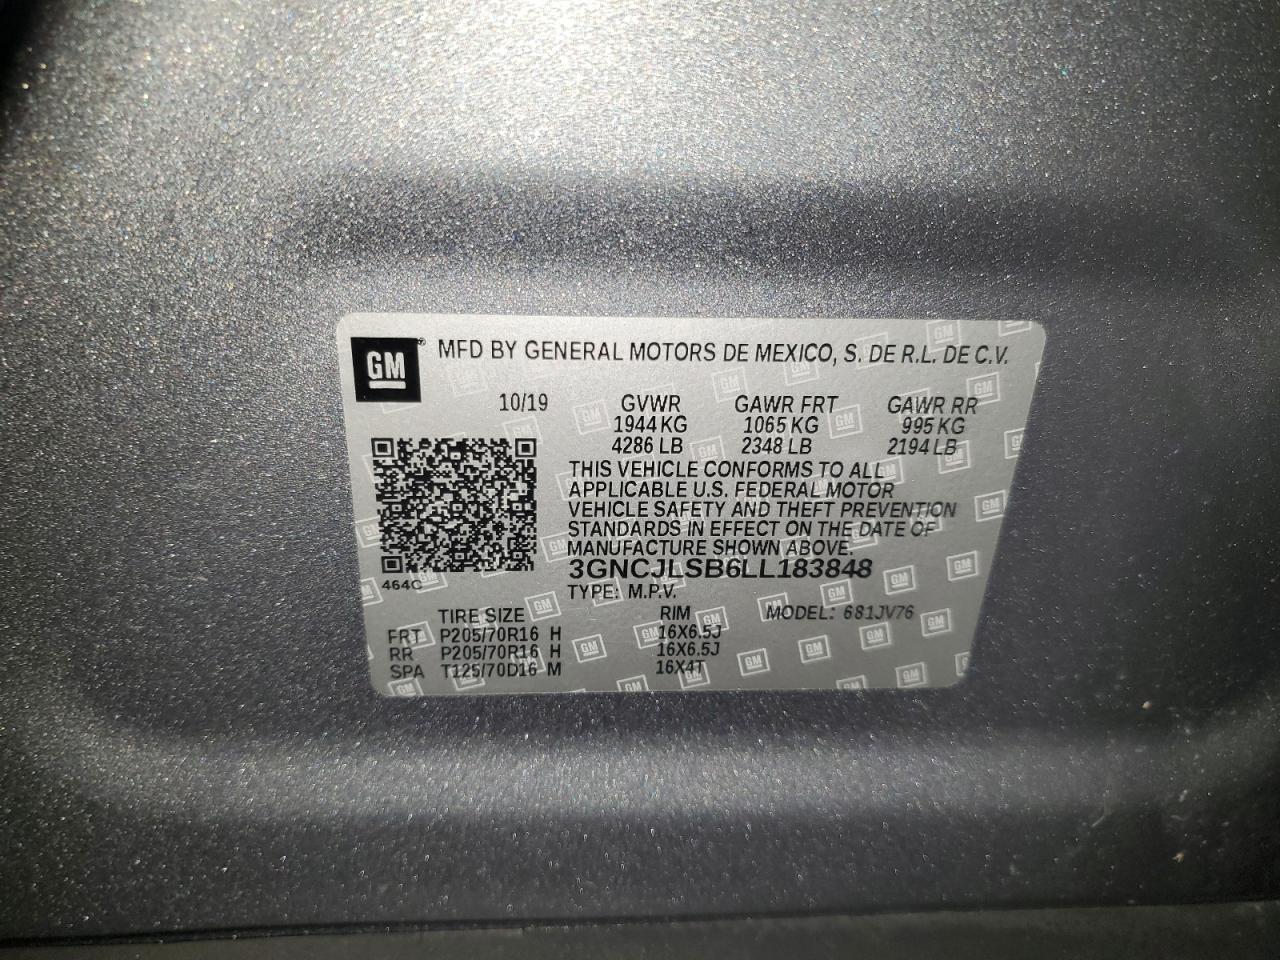 GM ® MFD BY GENERAL MOTORS DE MEXICO, S. DE R.L. DE C.V.
10/19 GVWR GAWR FRT GAWR RR
1944 KG 1065 KG 995 KG
4286 LB 2348 LB 2194 LB
THIS VEHICLE CONFORMS TO ALL
APPLICABLE U.S. FEDERAL MOTOR
VEHICLE SAFETY AND THEFT PREVENTION
STANDARDS IN EFFECT ON THE DATE OF
MANUFACTURE SHOWN ABOVE.
3GNCJLSB6LL183848
464C TYPE: M.P.V.
TIRE SIZE RIM MODEL: 681JV76
FRT P205/70R16 H 16X6.5J
RR P205/70R16 H 16X6.5J
SPA T125/70D16 M 16X4T